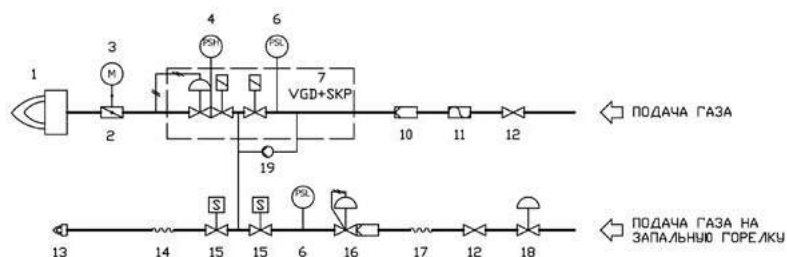 4
6
3
PSH
PSL
1
M
7
VGD+SKP
ПОДАЧА ГАЗА
2
10
11
12
19
S
S
PSL
ПОДАЧА ГАЗА НА
ЗАПАЛЬНУЮ ГОРЕЛКУ
13
14
15
15
6
16
17
12
18